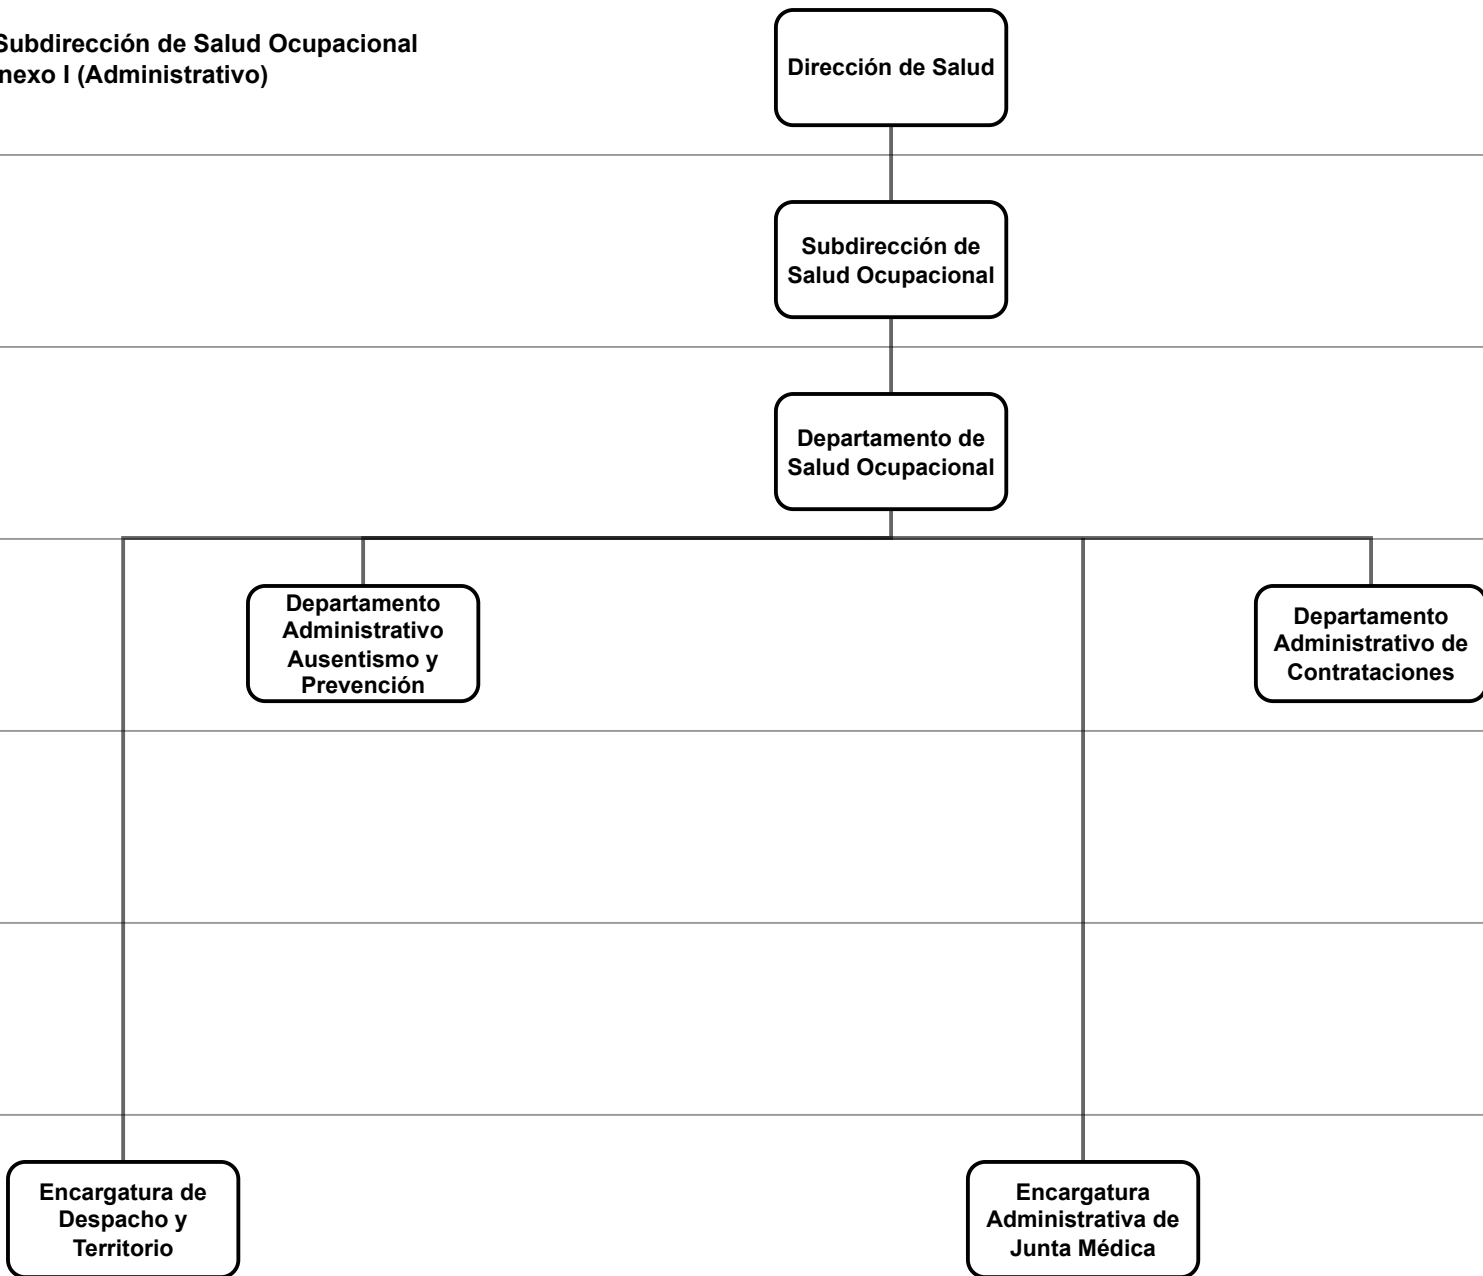 Subdirección de Salud Ocupacional
nexo I (Administrativo)
Dirección de Salud
Subdirección de
Salud Ocupacional
Departamento de
Salud Ocupacional
Departamento
Administrativo
Ausentismo y
Prevención
Departamento
Administrativo de
Contrataciones
Encargatura de
Despacho y
Territorio
Encargatura
Administrativa de
Junta Médica